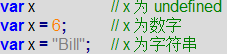 var x // x 为 undefined
var x = 6; // x 为数字
var x = "Bill"; // x 为字符串